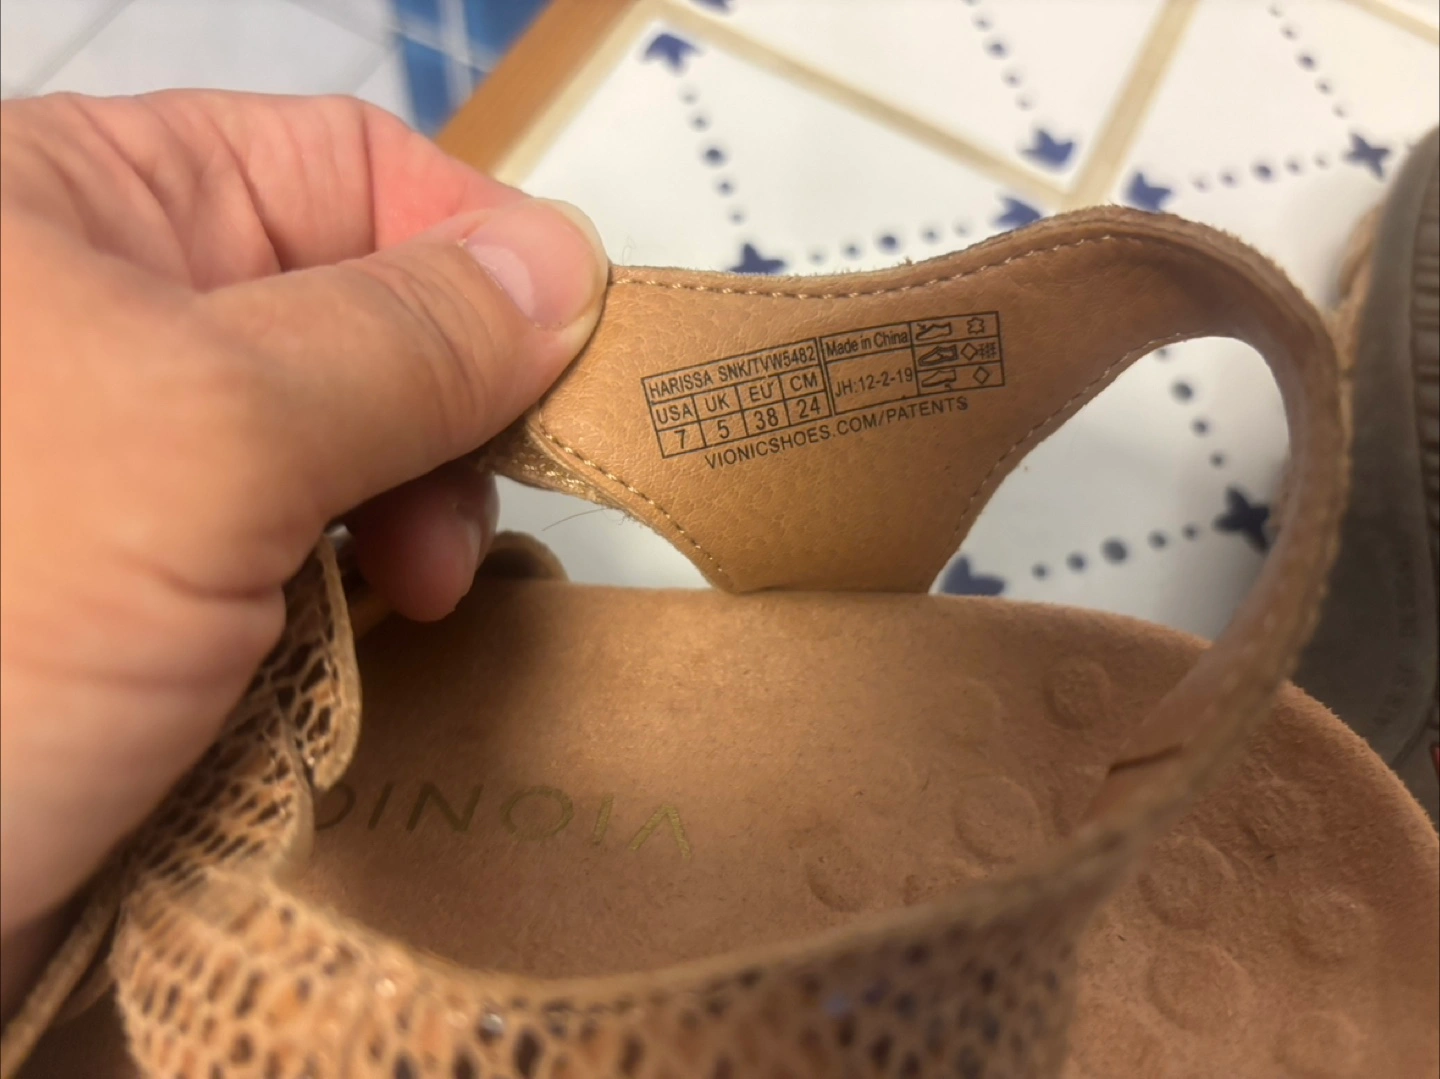 HARISSA SNK/TVW5482
Made in China
USA UK EU CM
7 5 38 24
JH:12-2-19
VIONICSHOES.COM/PATENTS
VIONIC